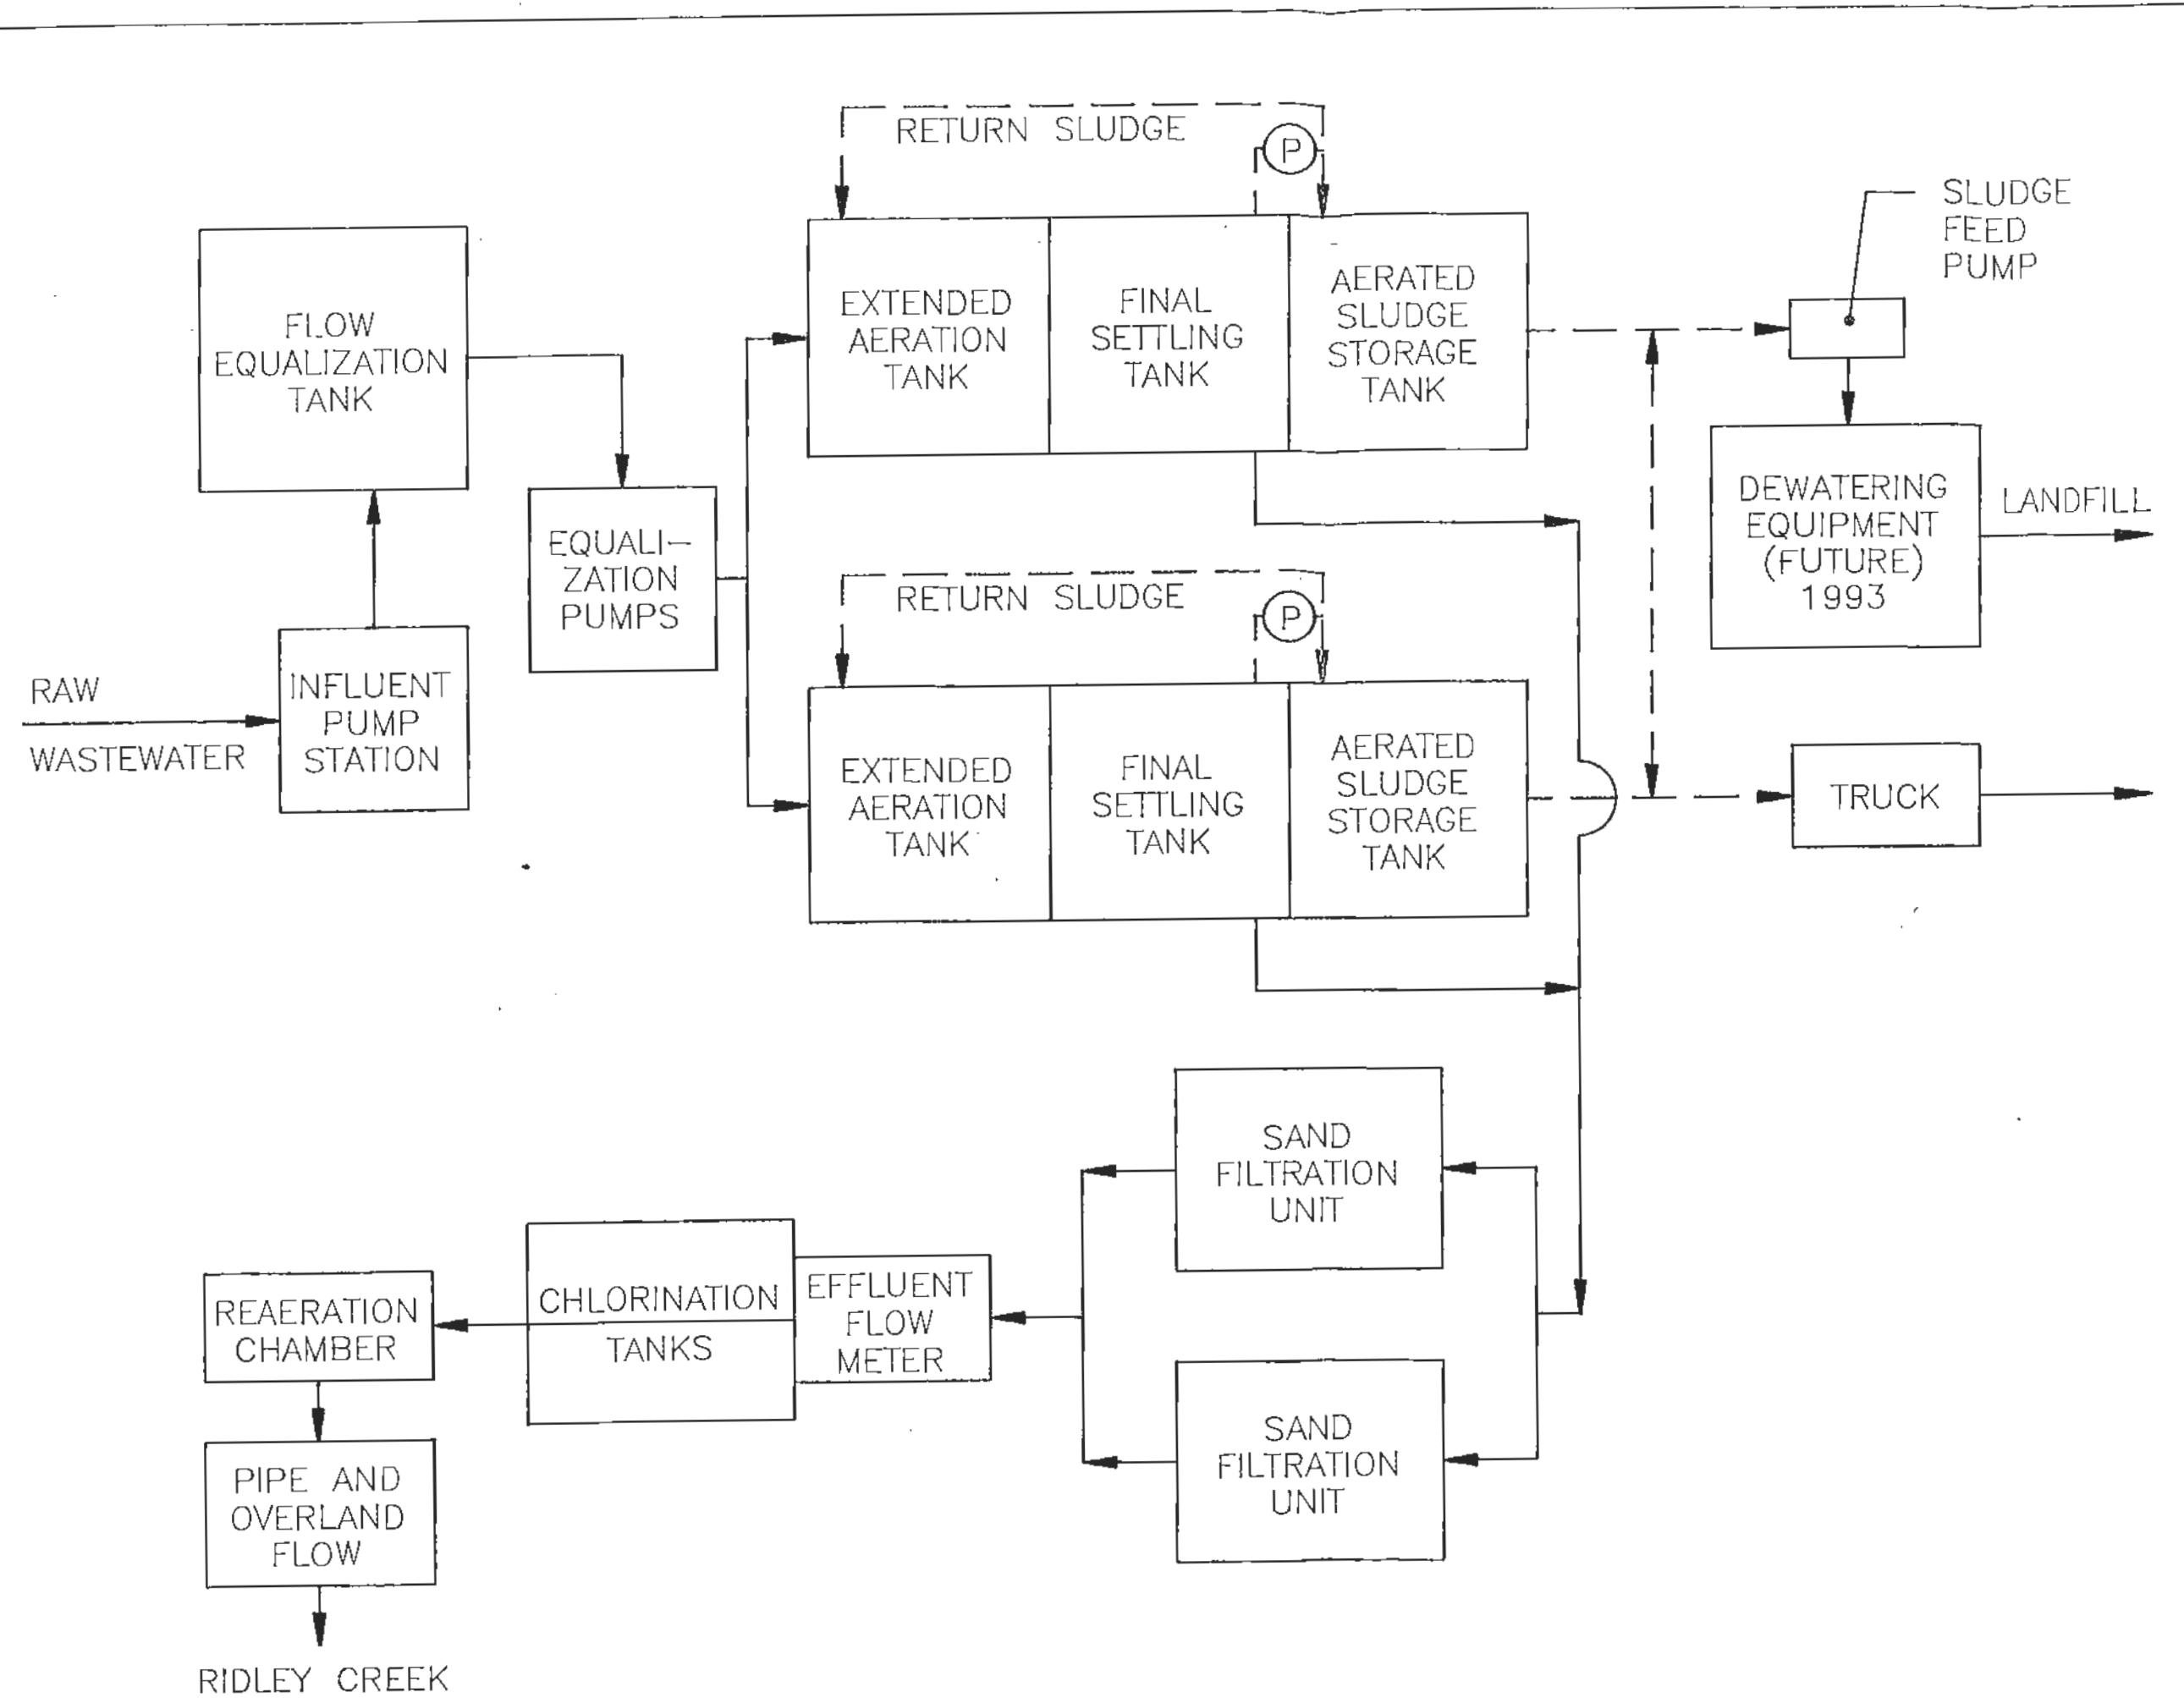 RETURN SLUDGE
P
SLUDGE
FEED
PUMP
FLOW
EQUALIZATION
TANK
EXTENDED
AERATION
TANK
FINAL
SETTLING
TANK
AERATED
SLUDGE
STORAGE
TANK
EQUALI-
ZATION
PUMPS
DEWATERING
EQUIPMENT
(FUTURE)
1993
LANDFILL
RETURN SLUDGE
P
RAW
WASTEWATER
INFLUENT
PUMP
STATION
EXTENDED
AERATION
TANK
FINAL
SETTLING
TANK
AERATED
SLUDGE
STORAGE
TANK
TRUCK
SAND
FILTRATION
UNIT
REAERATION
CHAMBER
CHLORINATION
TANKS
EFFLUENT
FLOW
METER
SAND
FILTRATION
UNIT
PIPE AND
OVERLAND
FLOW
RIDLEY CREEK